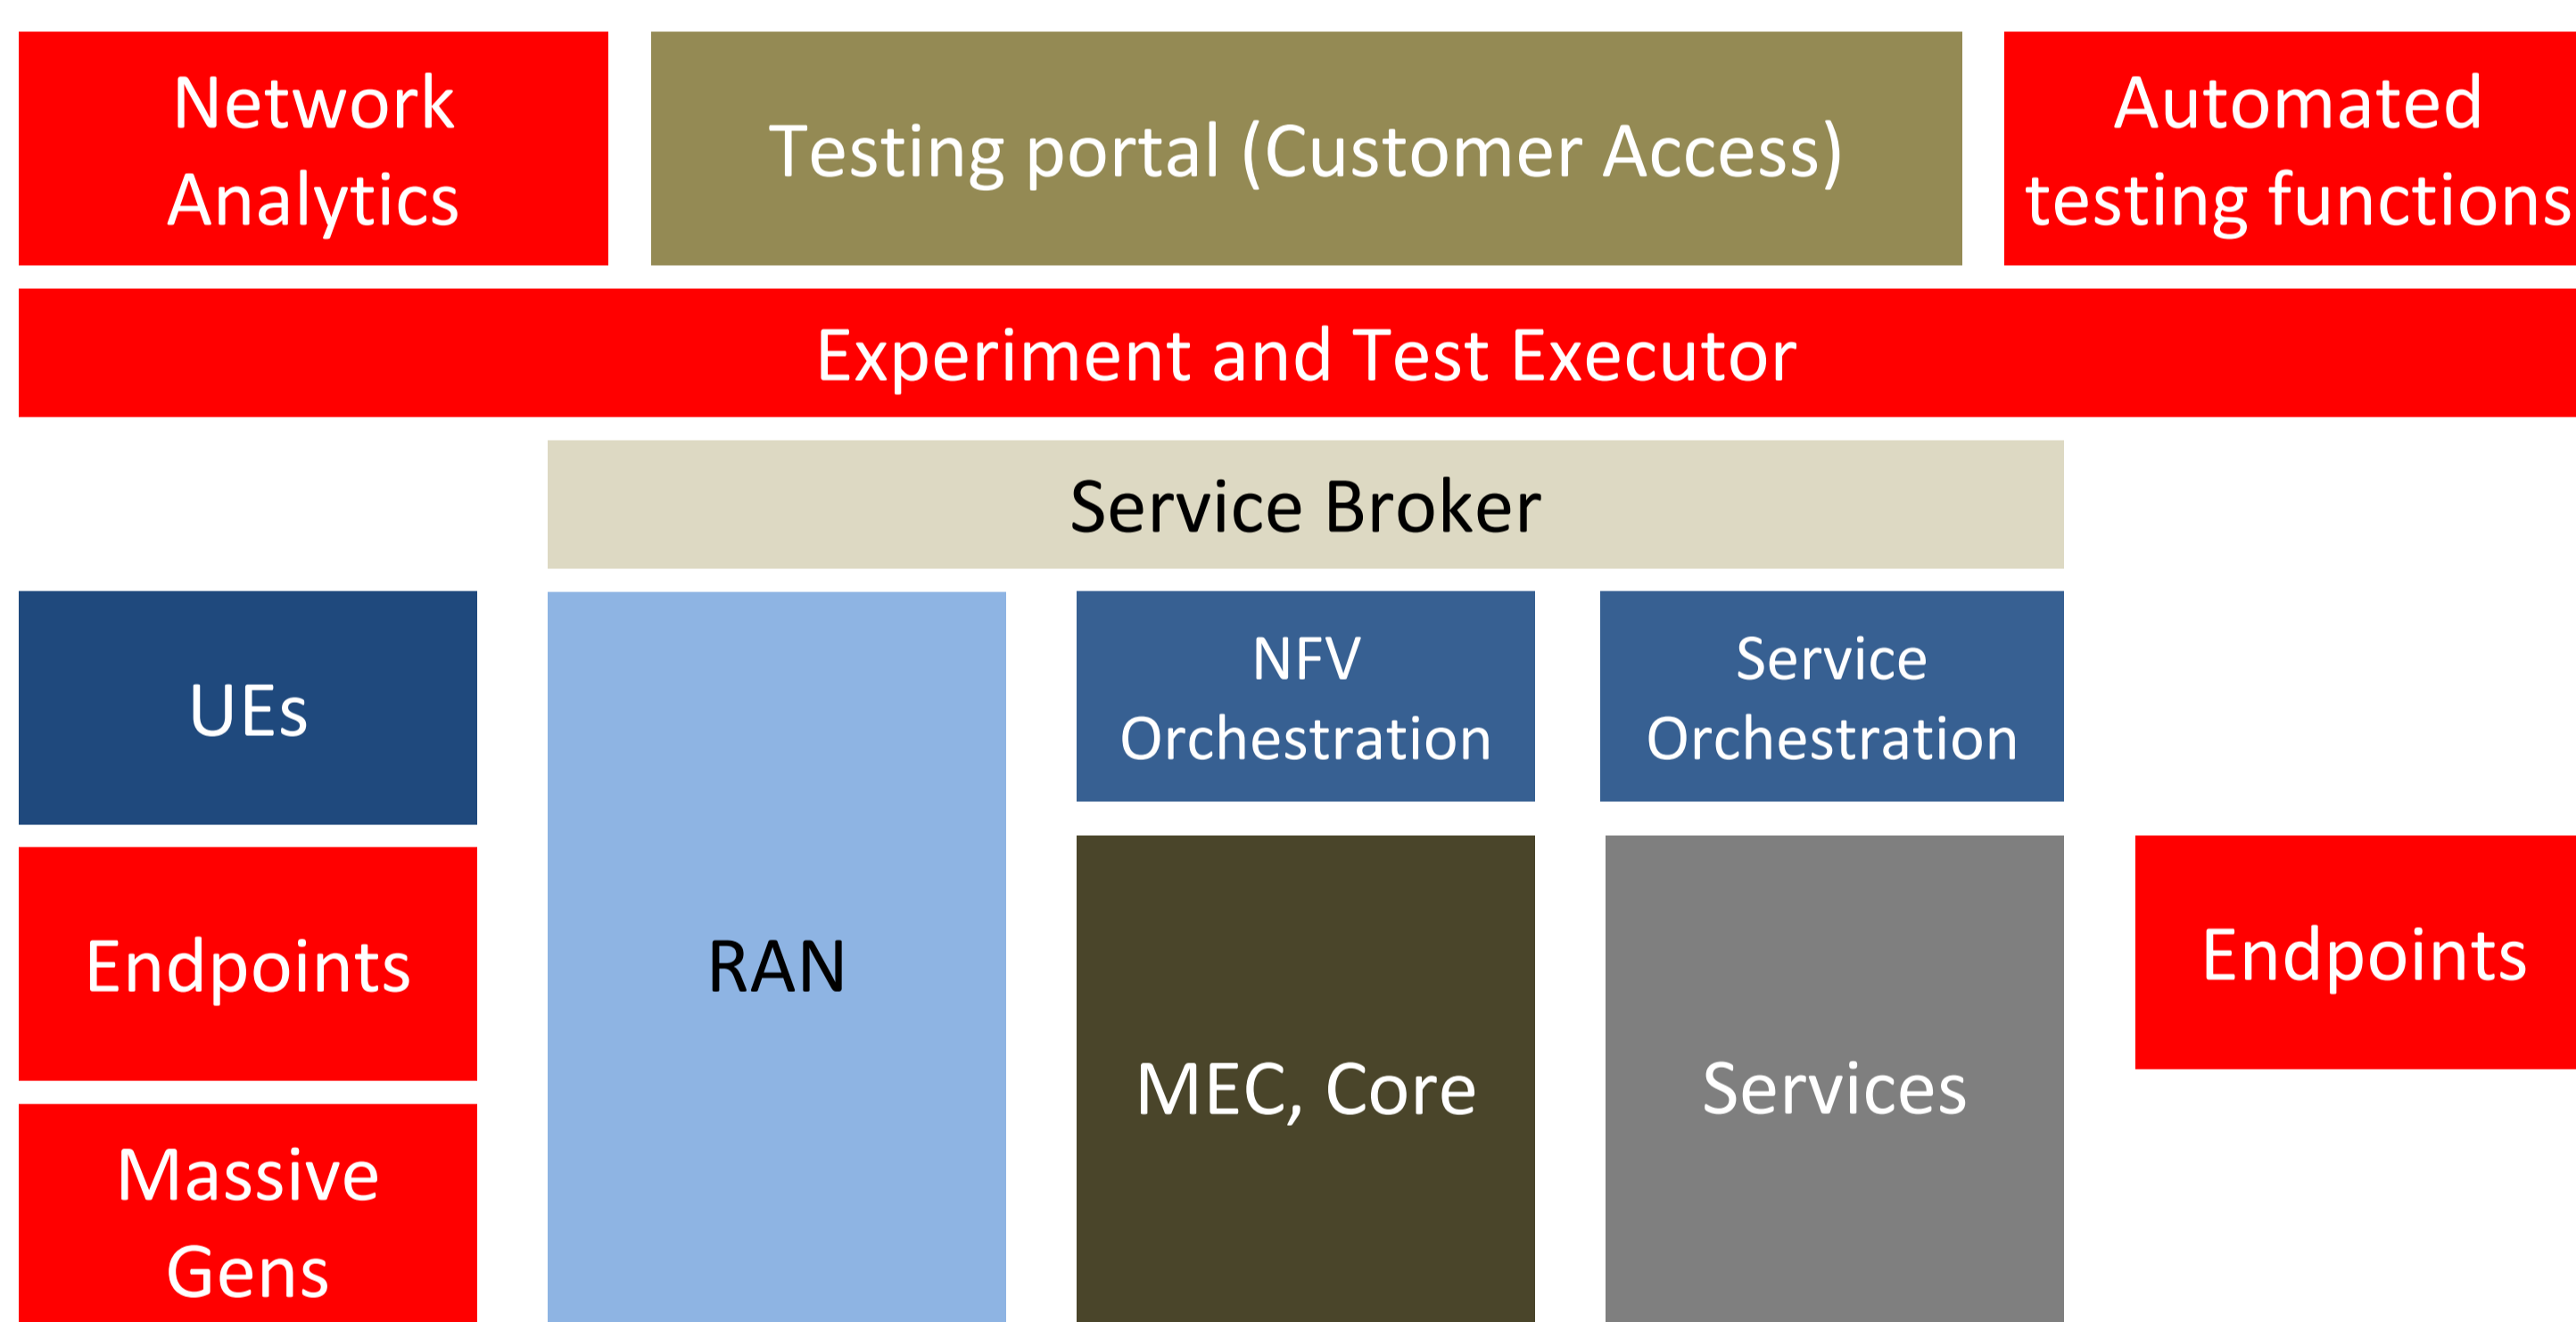 Network
Analytics
Testing portal (Customer Access)
Automated
testing functions
Experiment and Test Executor
Service Broker
UEs
NFV
Orchestration
Service
Orchestration
Endpoints
RAN
MEC, Core
Services
Endpoints
Massive
Gens